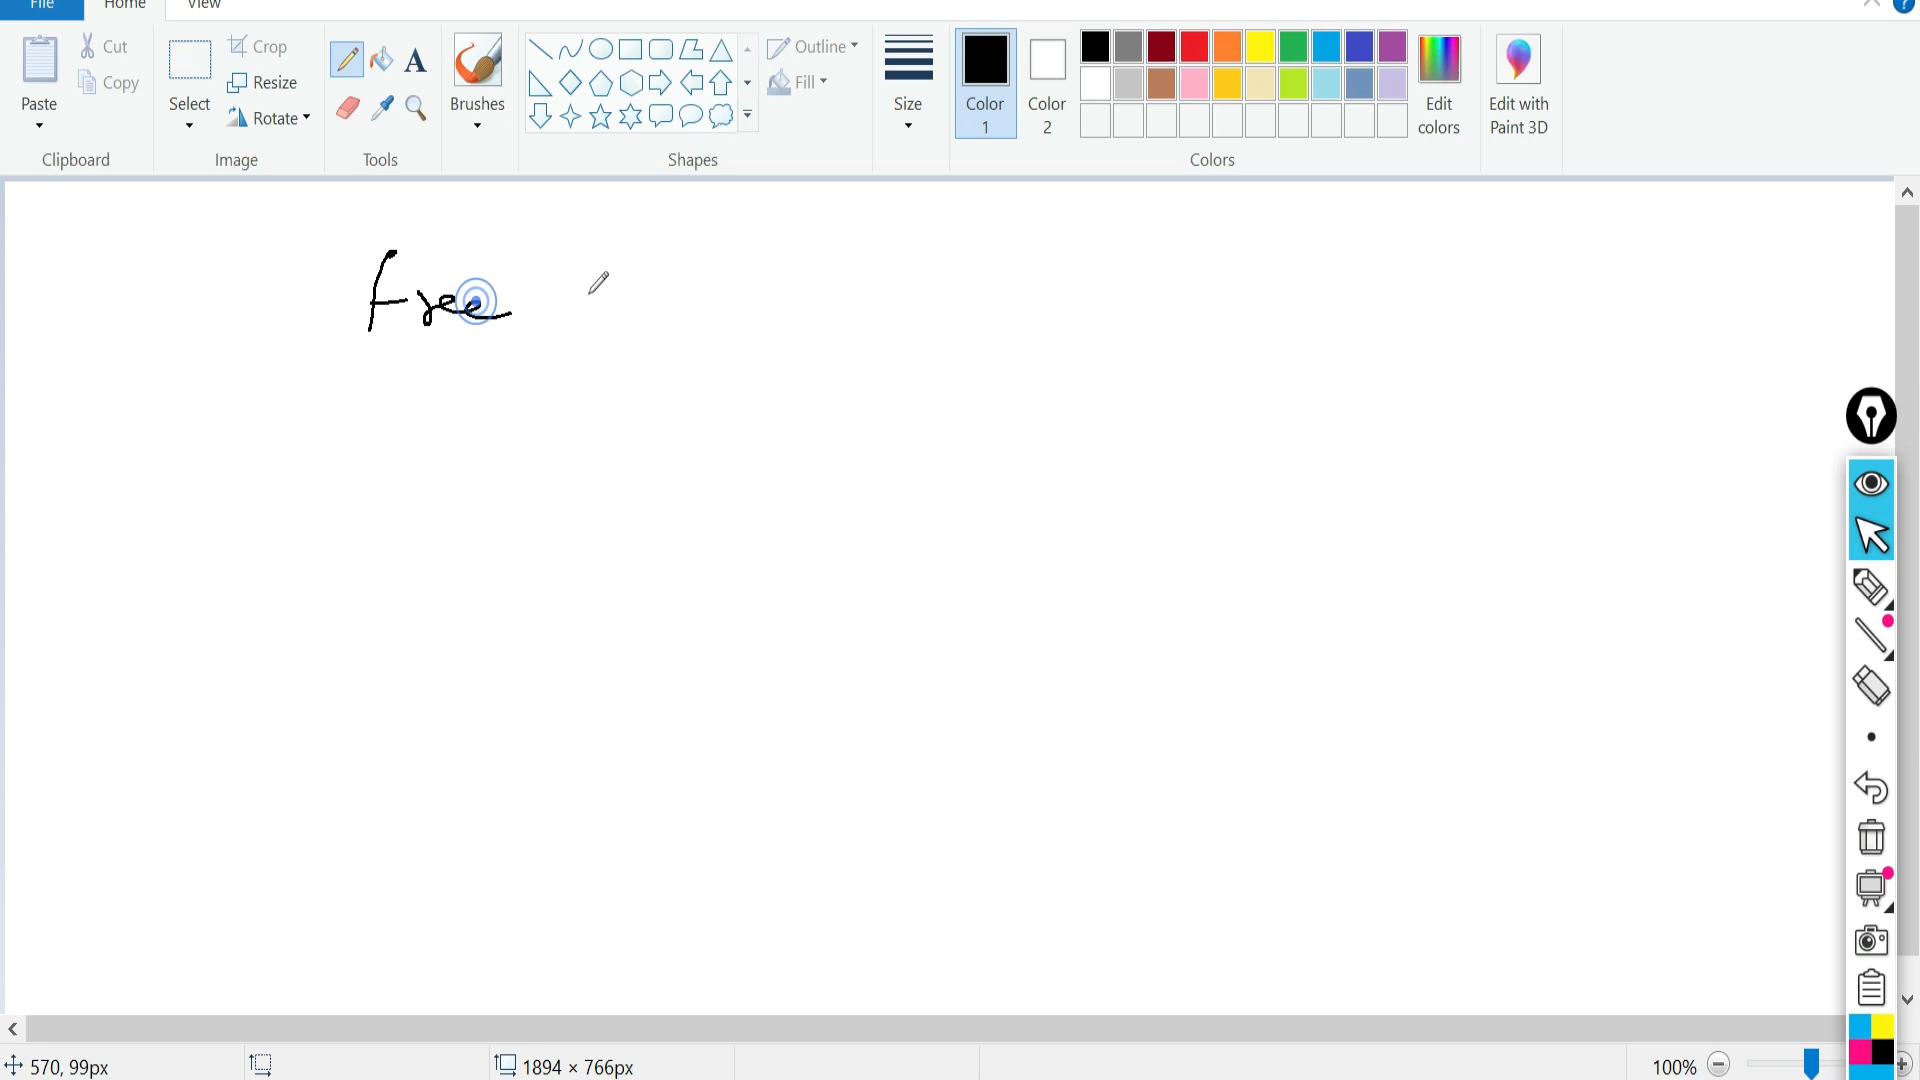 File Home View
Cut
Copy
Paste
Clipboard
Crop
Resize
Rotate
Select
Image
A
Tools
Brushes
Outline
Fill
Shapes
Size
Color 1
Color 2
Edit colors
Colors
Edit with Paint 3D
?
Free
570, 99px
1894 × 766px
100%